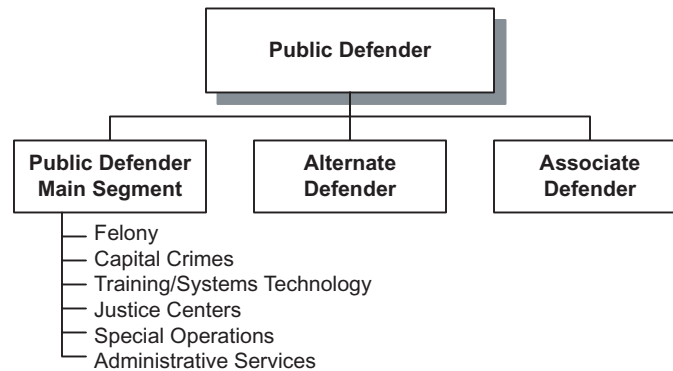 Public Defender
Public Defender
Main Segment
Alternate
Defender
Associate
Defender
Felony
Capital Crimes
Training/Systems Technology
Justice Centers
Special Operations
Administrative Services